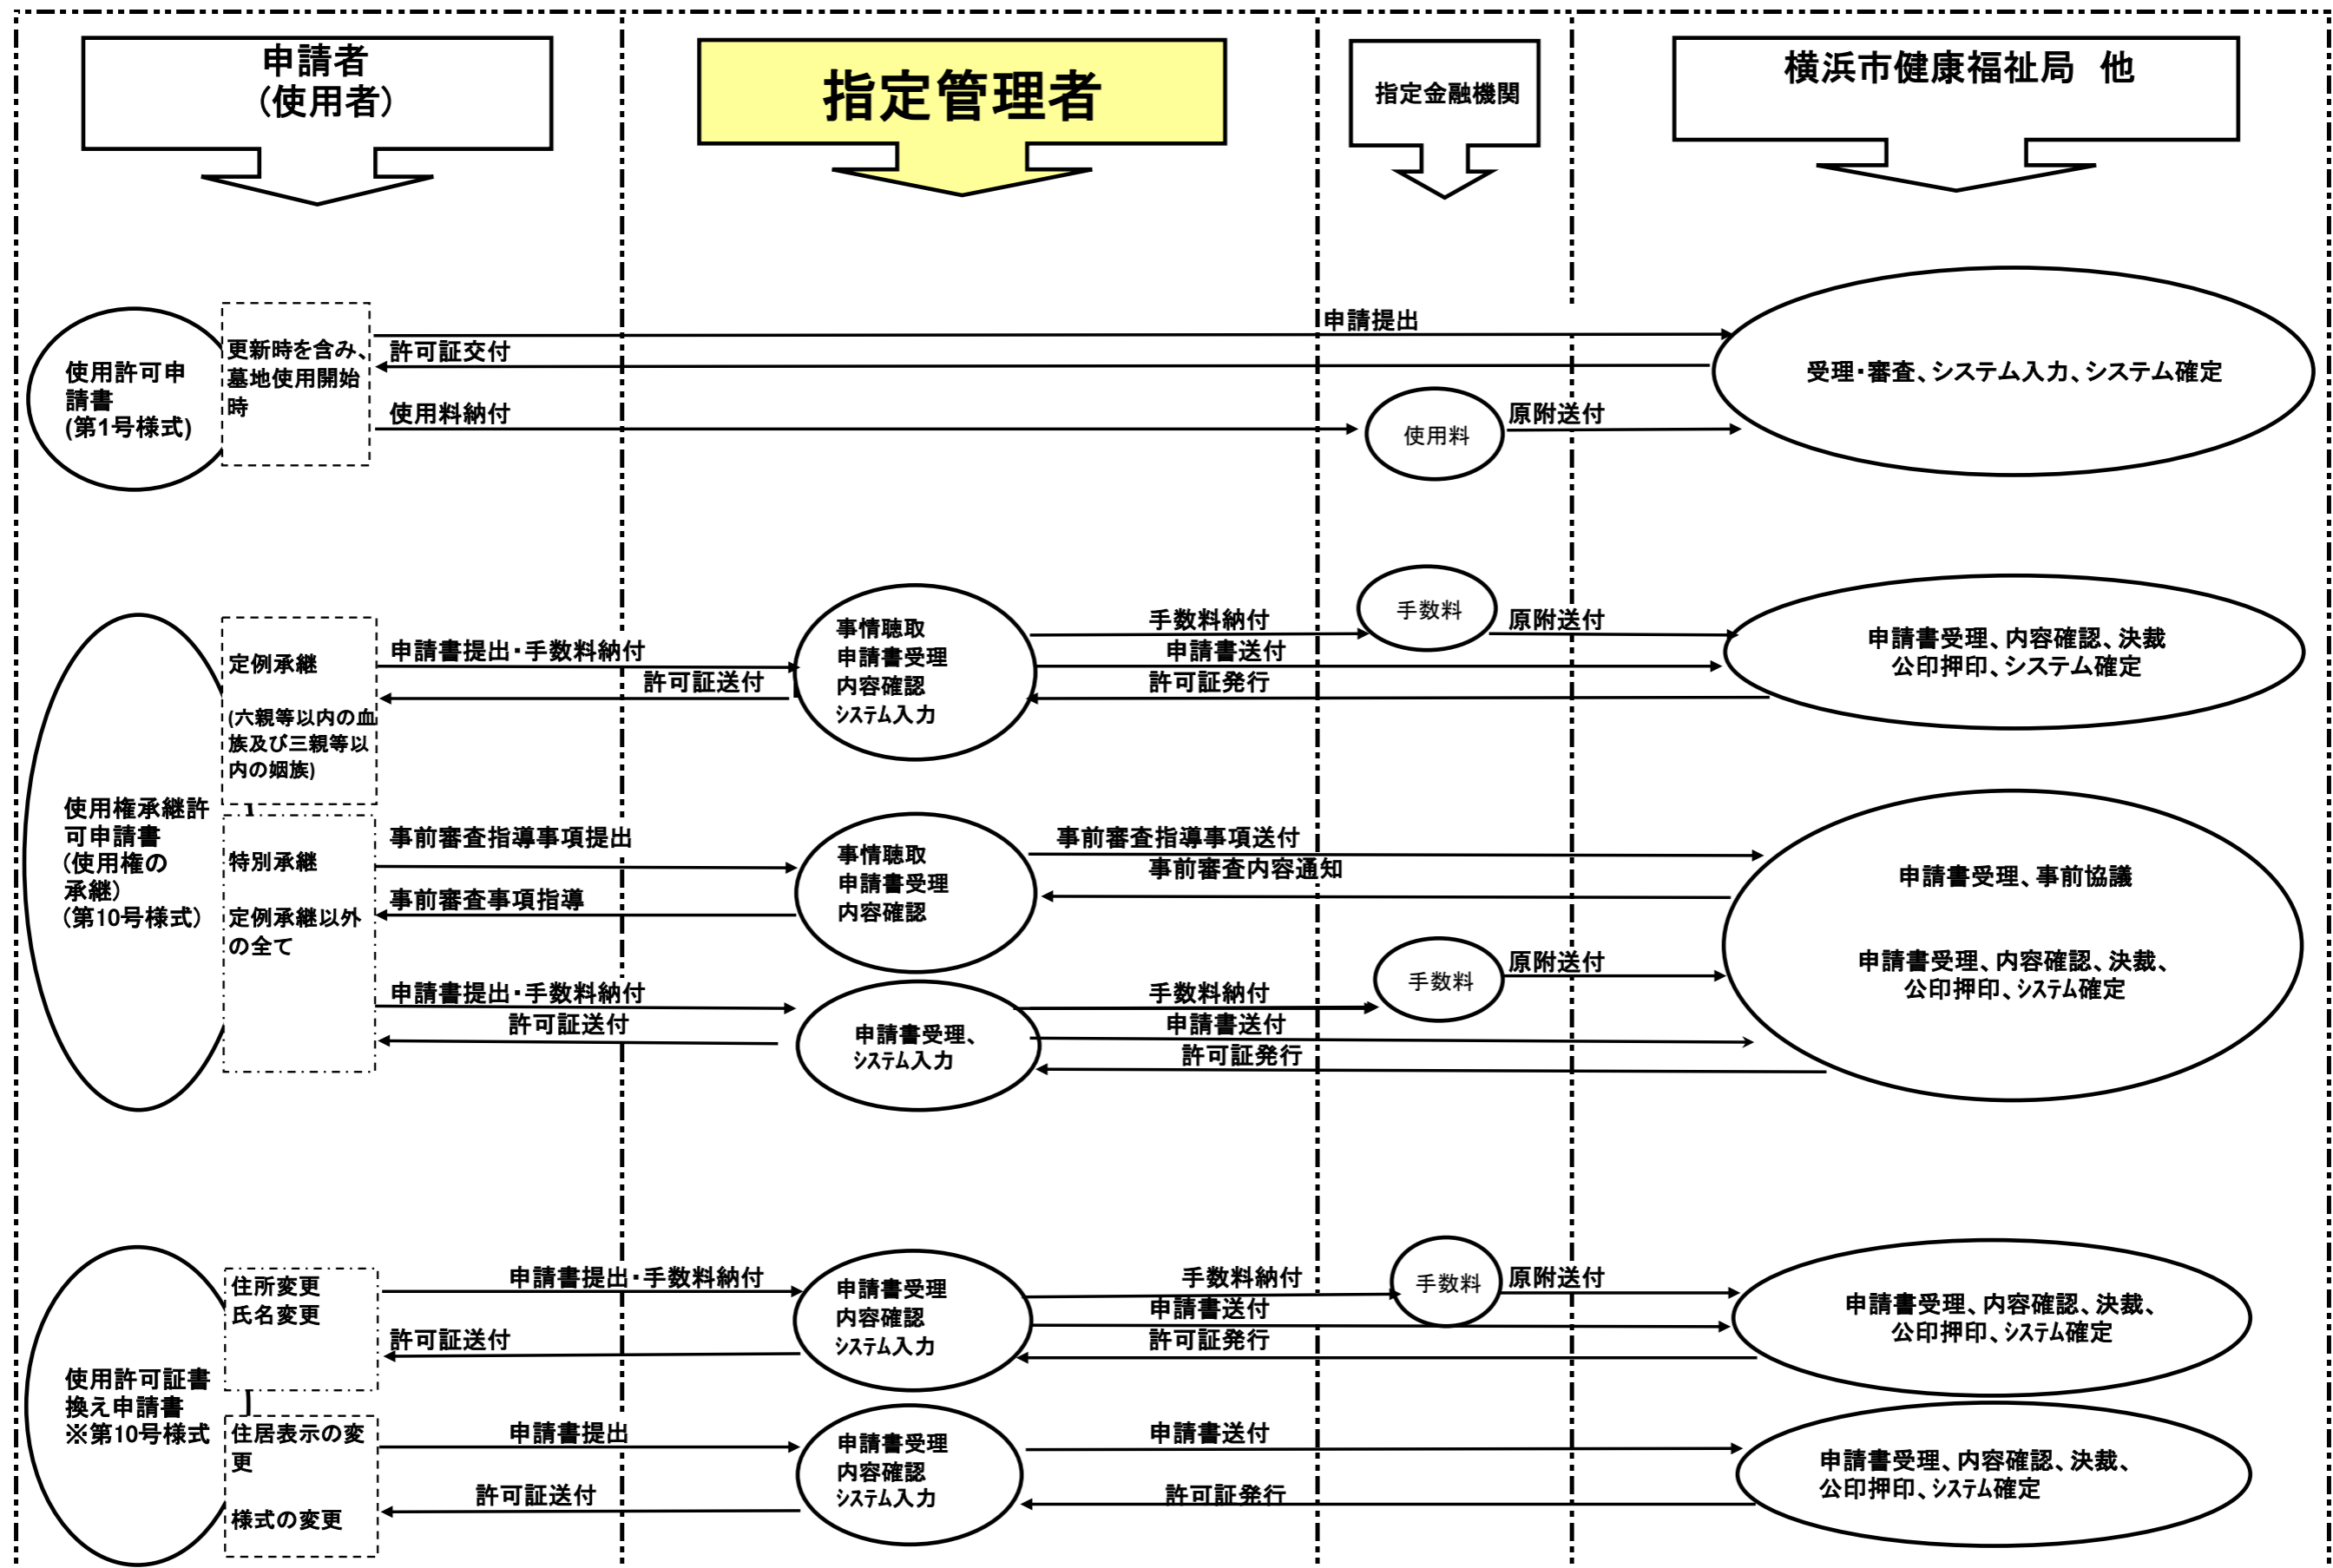 申請者
（使用者）
指定管理者
指定金融機関
横浜市健康福祉局　他
使用許可申
請書
(第1号様式)
更新時を含み、
墓地使用開始
時
申請提出
許可証交付
使用料納付
使用料
原附送付
受理・審査、システム入力、システム確定
使用権承継許
可申請書
（使用権の
承継）
（第10号様式）
定例承継
(六親等以内の血
族及び三親等以
内の姻族)
申請書提出・手数料納付
許可証送付
事情聴取
申請書受理
内容確認
システム入力
手数料納付
申請書送付
許可証発行
手数料
原附送付
申請書受理、内容確認、決裁
公印押印、システム確定
特別承継
定例承継以外
の全て
事前審査指導事項提出
事前審査事項指導
事情聴取
申請書受理
内容確認
事前審査指導事項送付
事前審査内容通知
申請書受理、事前協議
申請書提出・手数料納付
許可証送付
申請書受理、
システム入力
手数料納付
申請書送付
許可証発行
手数料
原附送付
申請書受理、内容確認、決裁、
公印押印、システム確定
使用許可証書
換え申請書
※第10号様式
住所変更
氏名変更
申請書提出・手数料納付
許可証送付
申請書受理
内容確認
システム入力
手数料納付
申請書送付
許可証発行
手数料
原附送付
申請書受理、内容確認、決裁、
公印押印、システム確定
住居表示の変
更
様式の変更
申請書提出
許可証送付
申請書受理
内容確認
システム入力
申請書送付
許可証発行
申請書受理、内容確認、決裁、
公印押印、システム確定